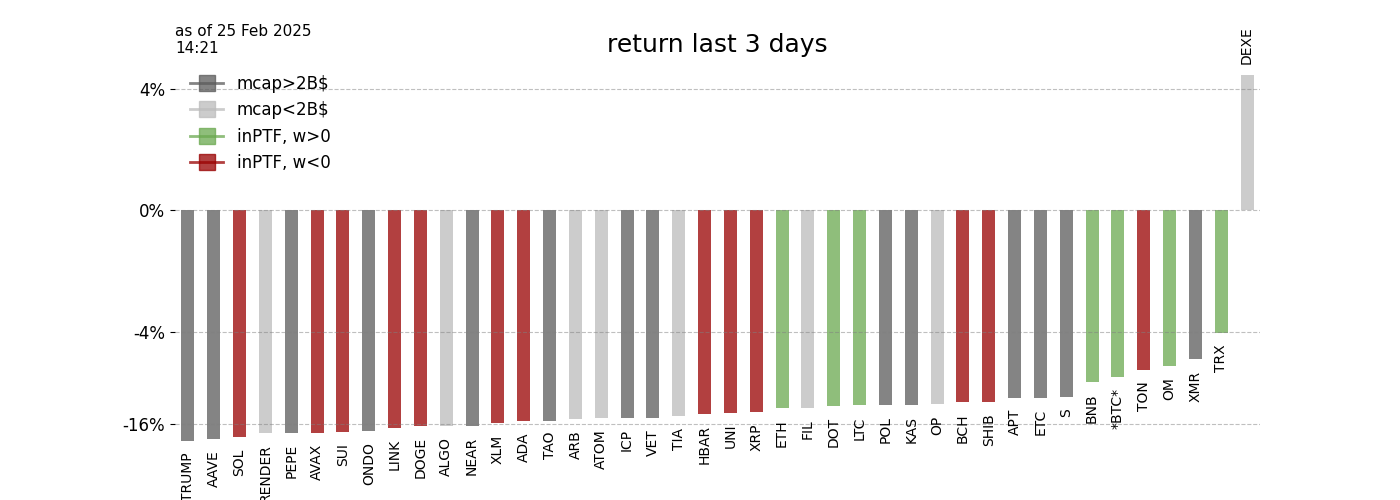 as of 25 Feb 2025
14:21
return last 3 days
DEXE
mcap>2B$
mcap<2B$
inPTF, w>0
inPTF, w<0
4%
0%
-4%
-16%
TRUMP
AAVE
SOL
RENDER
PEPE
AVAX
SUI
ONDO
LINK
DOGE
ALGO
NEAR
XLM
ADA
TAO
ARB
ATOM
ICP
VET
TIA
HBAR
UNI
XRP
ETH
FIL
DOT
LTC
POL
KAS
OP
BCH
SHIB
APT
ETC
S
BNB
*BTC*
TON
OM
XMR
TRX